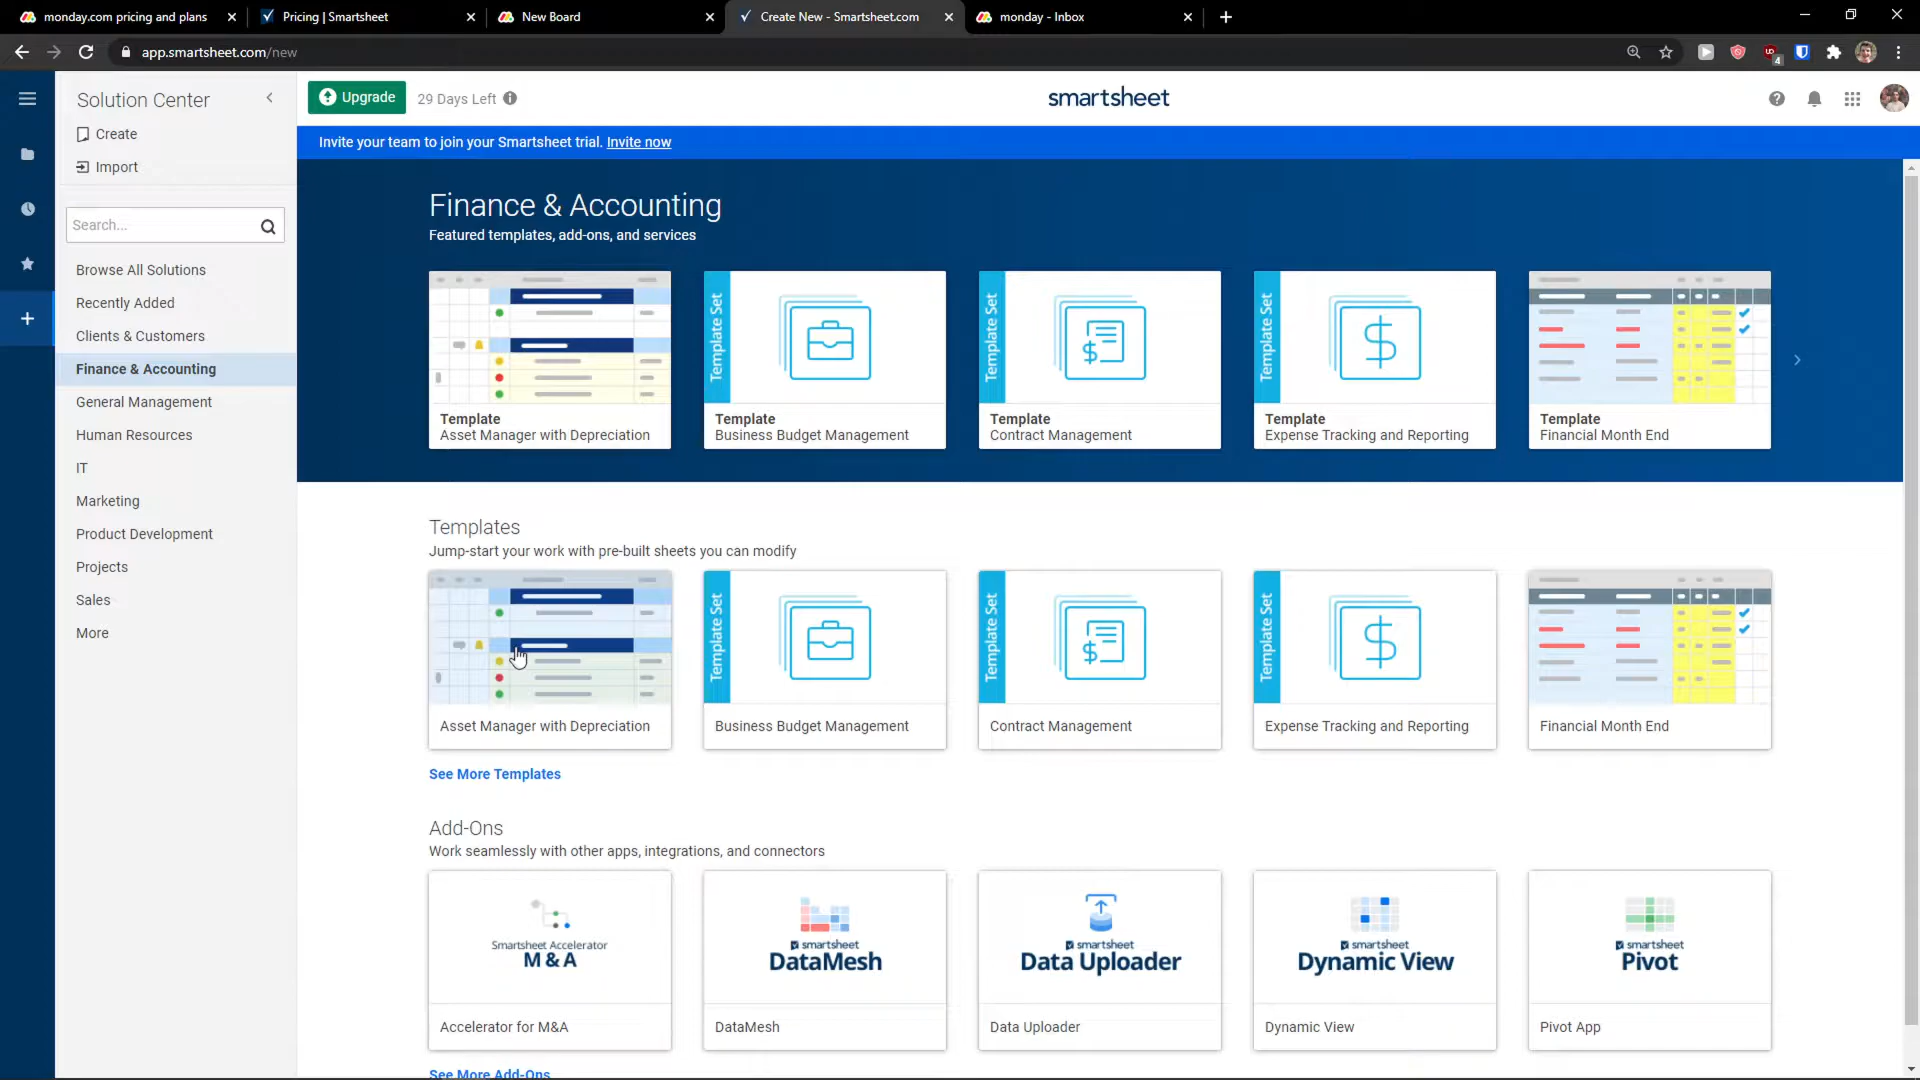 monday.com pricing and plans
Pricing | Smartsheet
New Board
Create New - Smartsheet.com
monday - Inbox
app.smartsheet.com/new
4
Solution Center
Create
Import
Search...
Browse All Solutions
Recently Added
Clients & Customers
Finance & Accounting
General Management
Human Resources
IT
Marketing
Product Development
Projects
Sales
More
Upgrade
29 Days Left
smartsheet
Invite your team to join your Smartsheet trial. Invite now
Finance & Accounting
Featured templates, add-ons, and services
Template
Asset Manager with Depreciation
Template Set
Template
Business Budget Management
Template Set
Template
Contract Management
Template Set
Template
Expense Tracking and Reporting
Template
Financial Month End
Templates
Jump-start your work with pre-built sheets you can modify
Asset Manager with Depreciation
Template Set
Business Budget Management
Template Set
Contract Management
Template Set
Expense Tracking and Reporting
Financial Month End
See More Templates
Add-Ons
Work seamlessly with other apps, integrations, and connectors
Smartsheet Accelerator
M & A
Accelerator for M&A
smartsheet
DataMesh
DataMesh
smartsheet
Data Uploader
Data Uploader
smartsheet
Dynamic View
Dynamic View
smartsheet
Pivot
Pivot App
See More Add-Ons